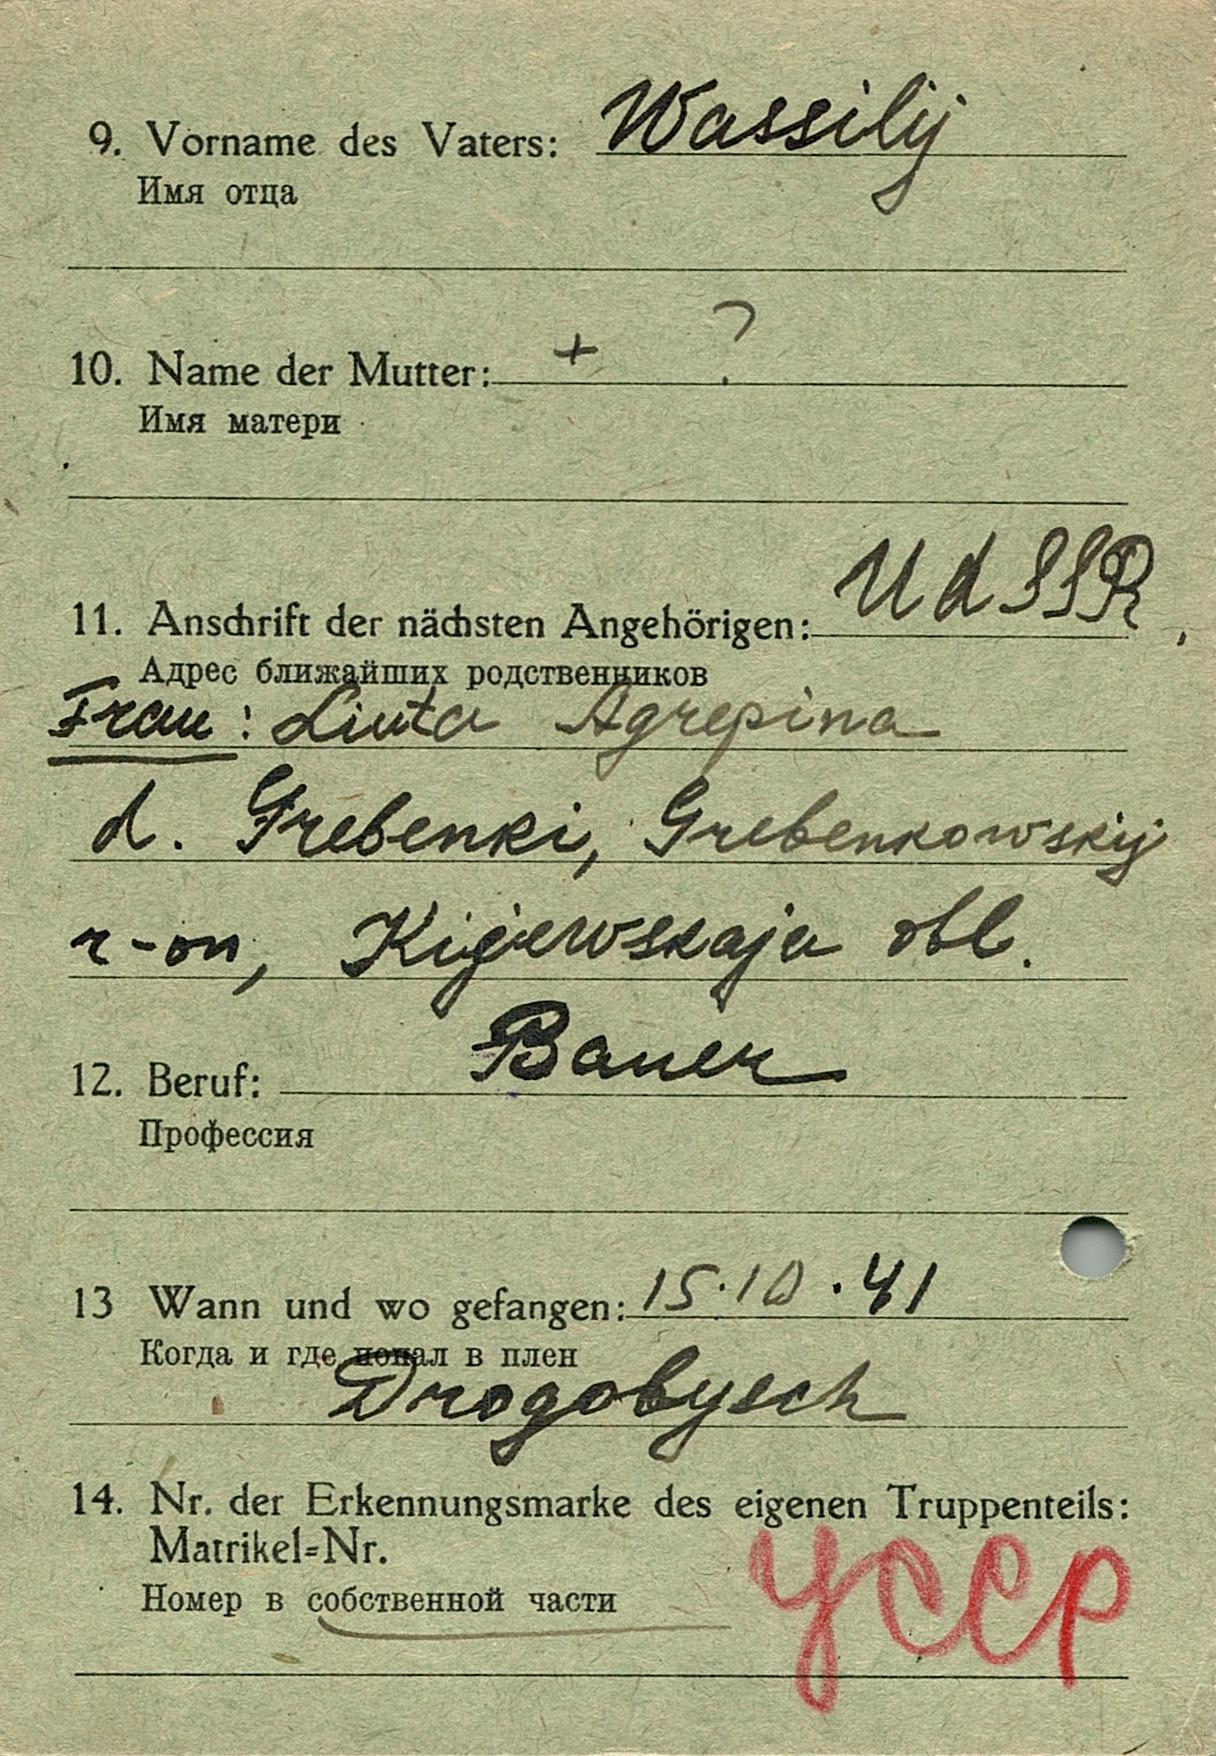 9. Vorname des Vaters: Wassilij
Имя отца
10. Name der Mutter: + ?
Имя матери
11. Anschrift der nächsten Angehörigen: UdSSR
Адрес ближайших родственников
Frau: Liuta Agrepina
d. Grebenki, Grebenkowskij
r-on, Kijewskaja obl.
12. Beruf: Bauer
Профессия
13 Wann und wo gefangen: 15.10.41
Когда и где попал в плен
Drogobysch
14. Nr. der Erkennungsmarke des eigenen Truppenteils:
Matrikel=Nr.
Номер в собственной части
УССР